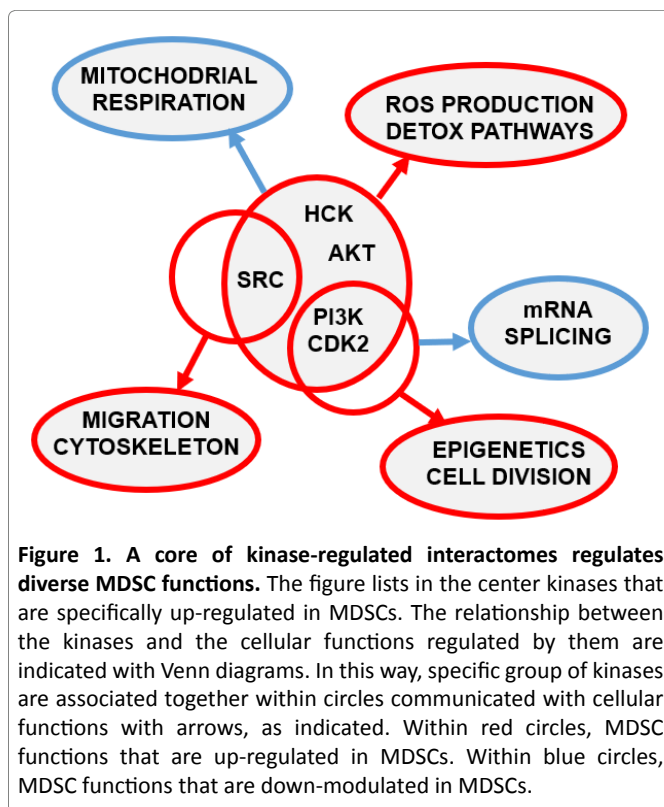 MITOCHODRIAL
RESPIRATION
ROS PRODUCTION
DETOX PATHWAYS
HCK
AKT
SRC
PI3K
CDK2
mRNA
SPLICING
MIGRATION
CYTOSKELETON
EPIGENETICS
CELL DIVISION
Figure 1. A core of kinase-regulated interactomes regulates
diverse MDSC functions. The figure lists in the center kinases that
are specifically up-regulated in MDSCs. The relationship between
the kinases and the cellular functions regulated by them are
indicated with Venn diagrams. In this way, specific group of kinases
are associated together within circles communicated with cellular
functions with arrows, as indicated. Within red circles, MDSC
functions that are up-regulated in MDSCs. Within blue circles,
MDSC functions that are down-modulated in MDSCs.